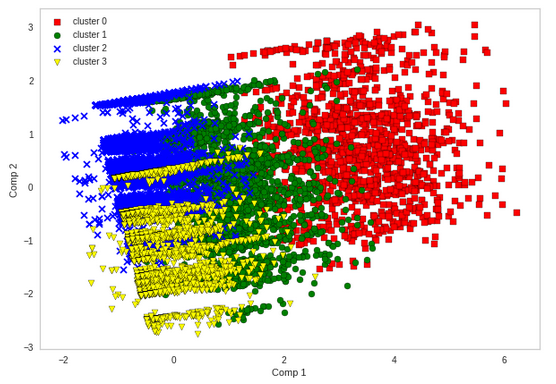 cluster 0
cluster 1
cluster 2
cluster 3
3
2
1
0
−1
−2
−3
Comp 2
−2 0 2 4 6
Comp 1